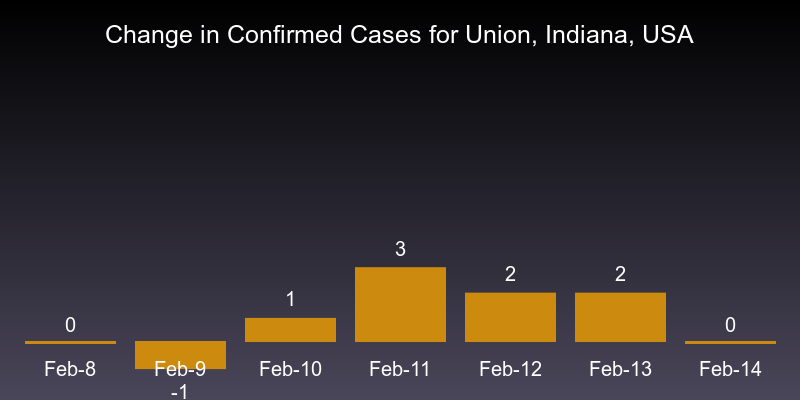 Change in Confirmed Cases for Union, Indiana, USA
0
1
3
2
2
0
Feb-8
Feb-9
Feb-10
Feb-11
Feb-12
Feb-13
Feb-14
-1